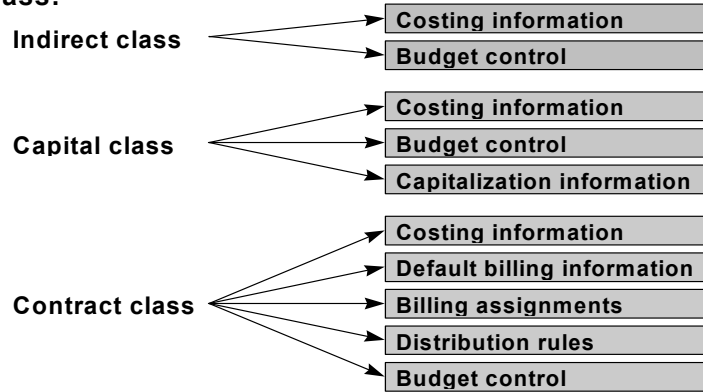 Indirect class
Costing information
Budget control
Capital class
Costing information
Budget control
Capitalization information
Contract class
Costing information
Default billing information
Billing assignments
Distribution rules
Budget control